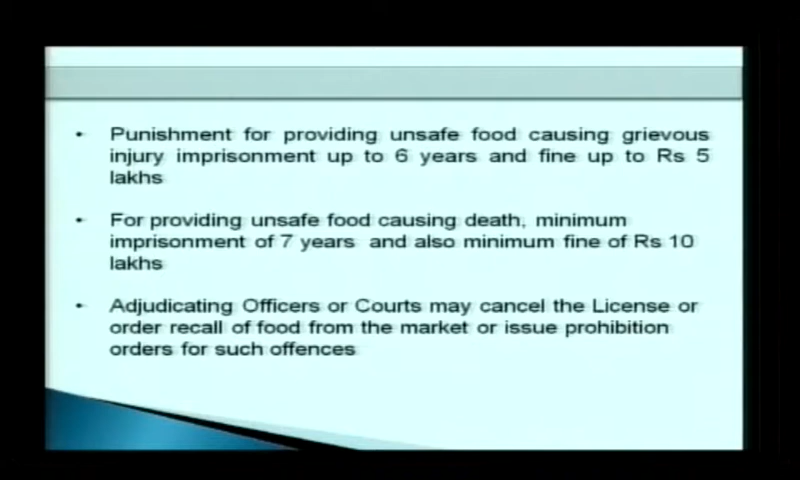 • Punishment for providing unsafe food causing grievous
injury imprisonment up to 6 years and fine up to Rs 5
lakhs
• For providing unsafe food causing death, minimum
imprisonment of 7 years and also minimum fine of Rs 10
lakhs
• Adjudicating Officers or Courts may cancel the License or
order recall of food from the market or issue prohibition
orders for such offences